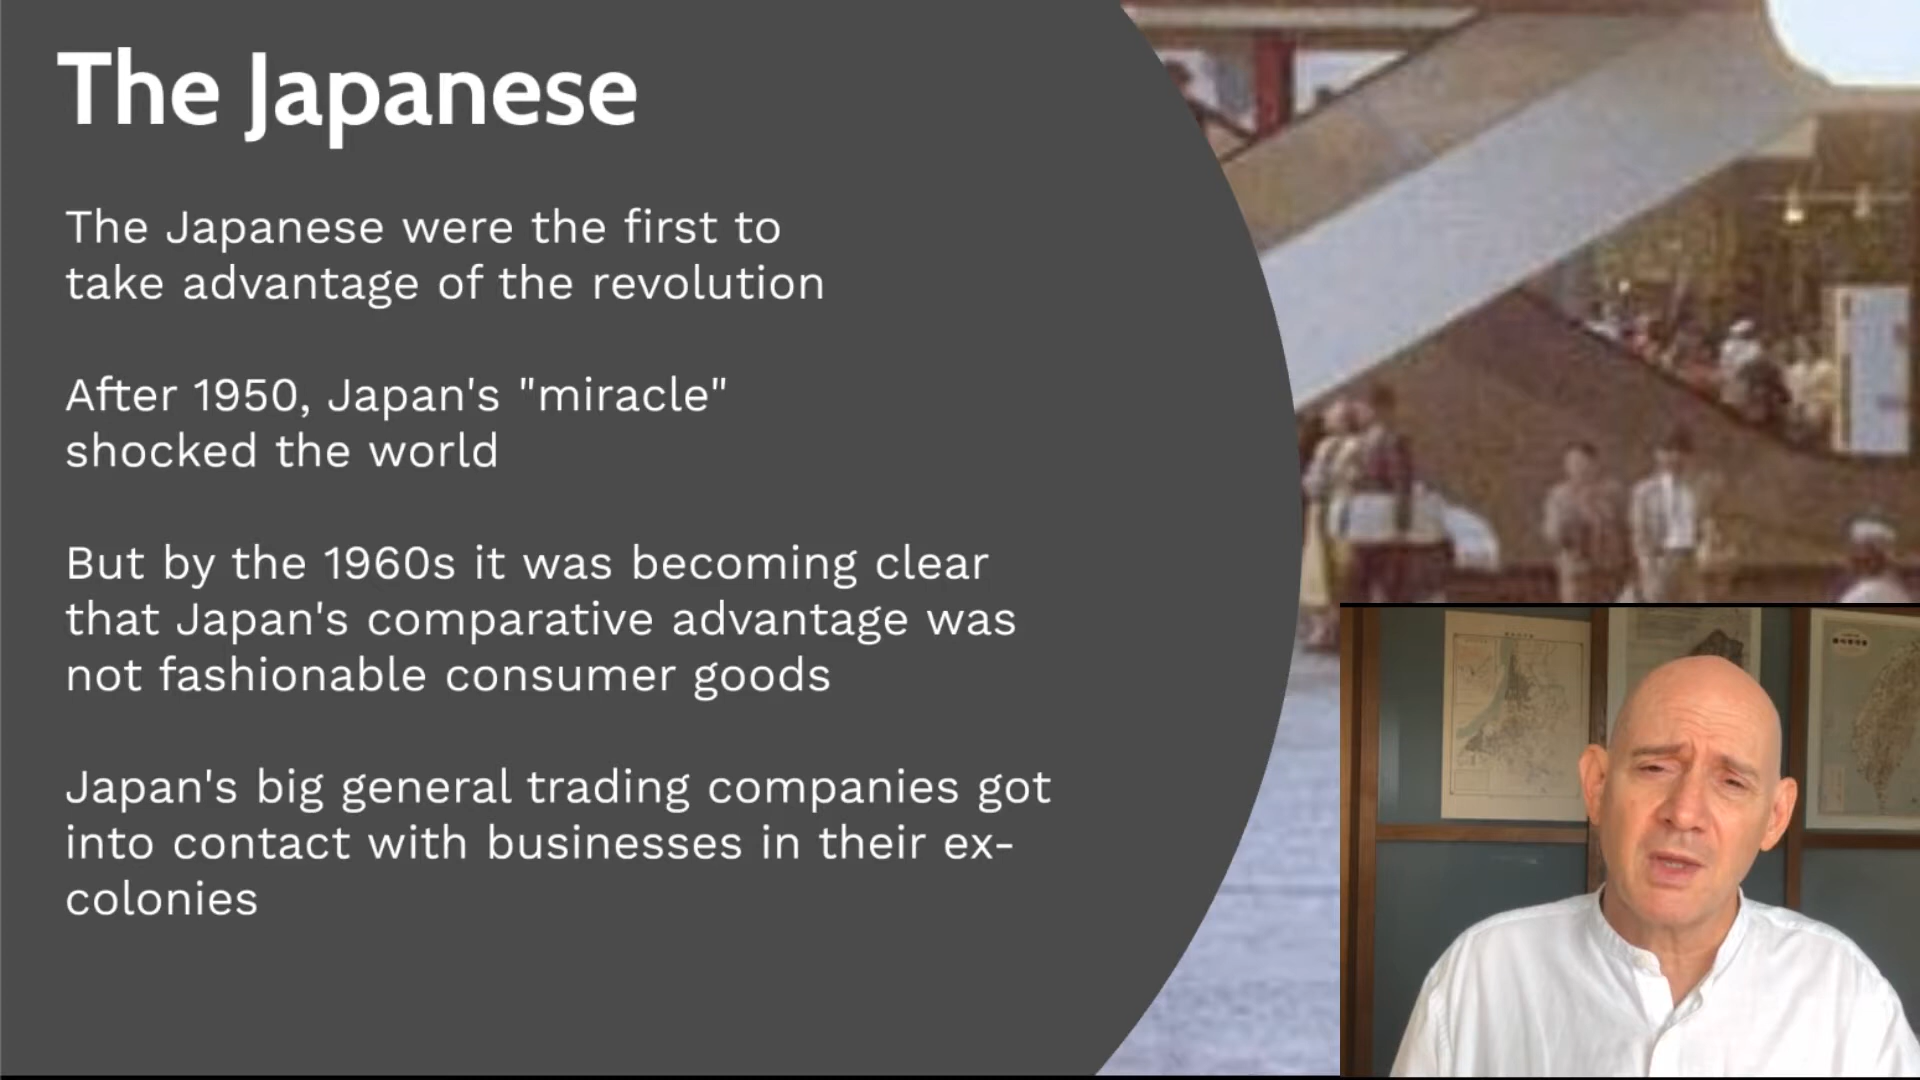 The Japanese
The Japanese were the first to
take advantage of the revolution
After 1950, Japan's "miracle"
shocked the world
But by the 1960s it was becoming clear
that Japan's comparative advantage was
not fashionable consumer goods
Japan's big general trading companies got
into contact with businesses in their ex-
colonies